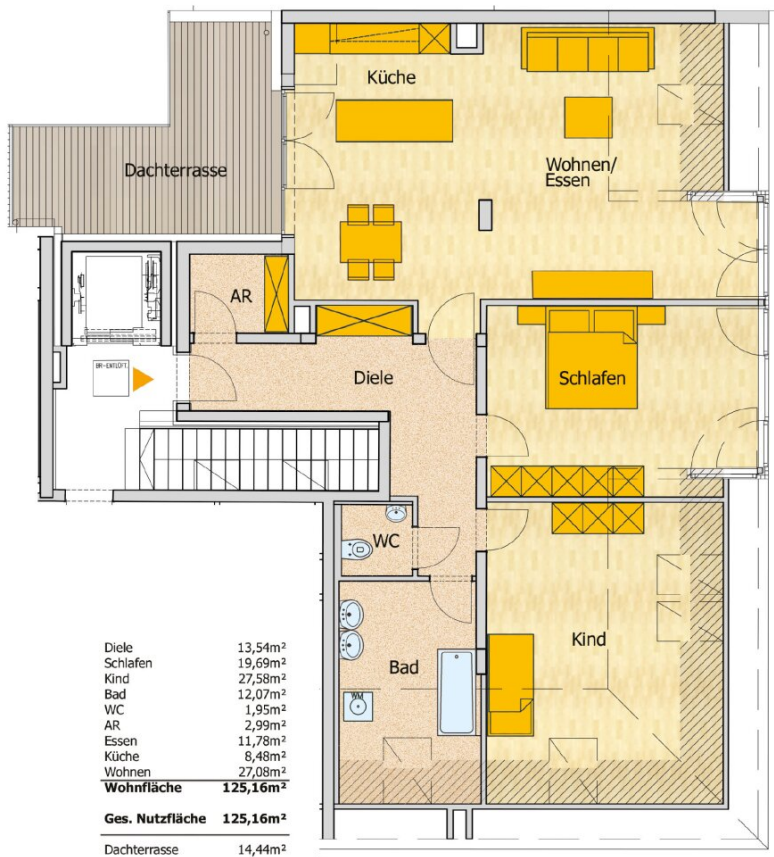 Küche
Dachterrasse
Wohnen/
Essen
AR
BR-ENTLÜFT.
Diele
Schlafen
WC
Kind
Bad
WM
Diele 13,54m²
Schlafen 19,69m²
Kind 27,58m²
Bad 12,07m²
WC 1,95m²
AR 2,99m²
Essen 11,78m²
Küche 8,48m²
Wohnen 27,08m²
Wohnfläche 125,16m²
Ges. Nutzfläche 125,16m²
Dachterrasse 14,44m²